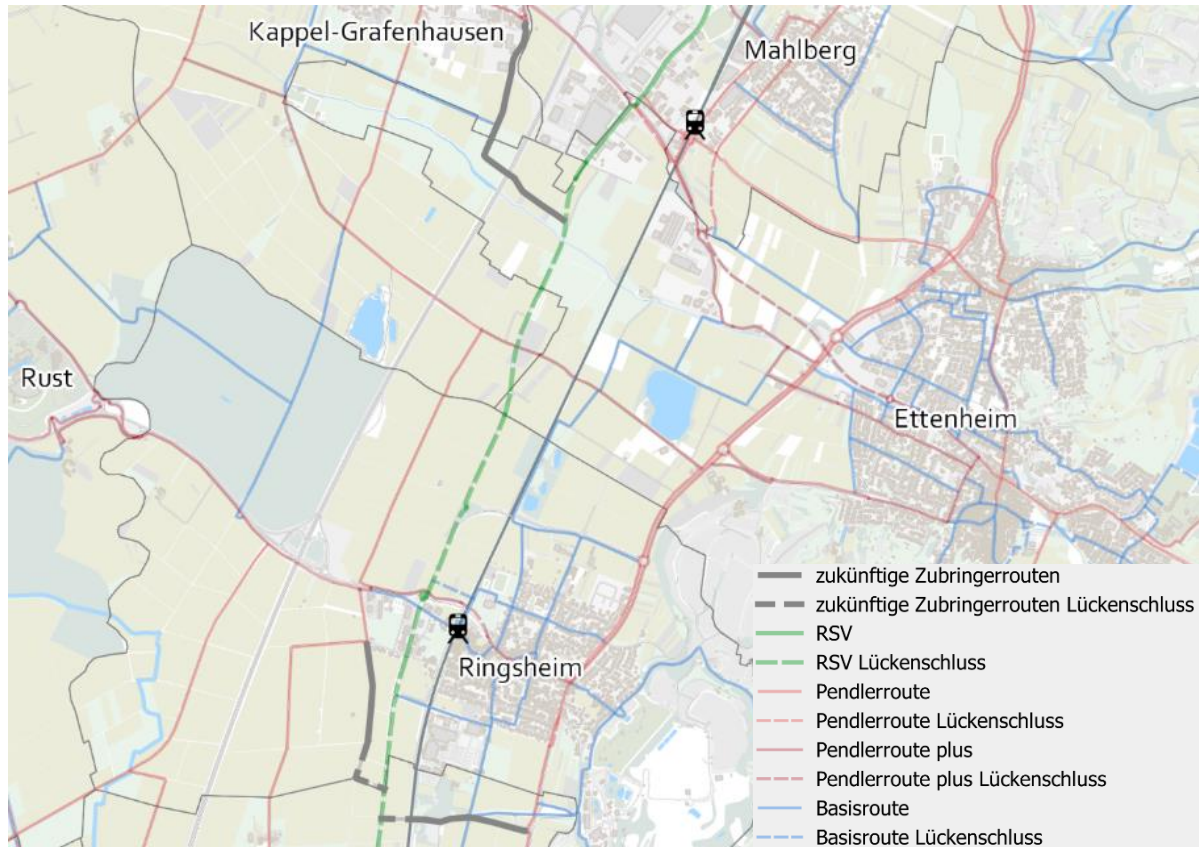 Kappel-Grafenhausen
Mahlberg
Rust
Ettenheim
Ringsheim
zukünftige Zubringerrouten
zukünftige Zubringerrouten Lückenschluss
RSV
RSV Lückenschluss
Pendlerroute
Pendlerroute Lückenschluss
Pendlerroute plus
Pendlerroute plus Lückenschluss
Basisroute
Basisroute Lückenschluss